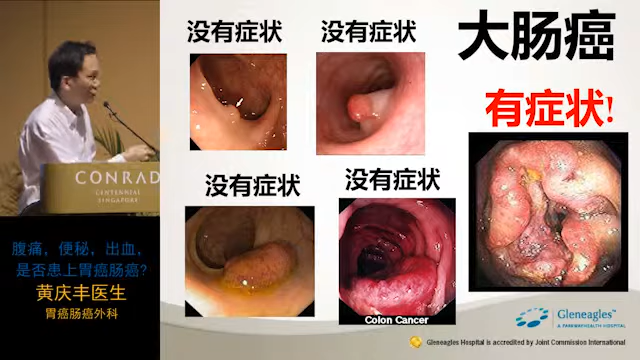 没有症状
没有症状
大肠癌
有症状!
没有症状
没有症状
Colon Cancer
CONRAD
CENTENNIAL
SINGAPORE
腹痛，便秘，出血，
是否患上胃癌肠癌?
黄庆丰医生
胃癌肠癌外科
Gleneagles™
A PARKWAYHEALTH HOSPITAL
Gleneagles Hospital is accredited by Joint Commission International